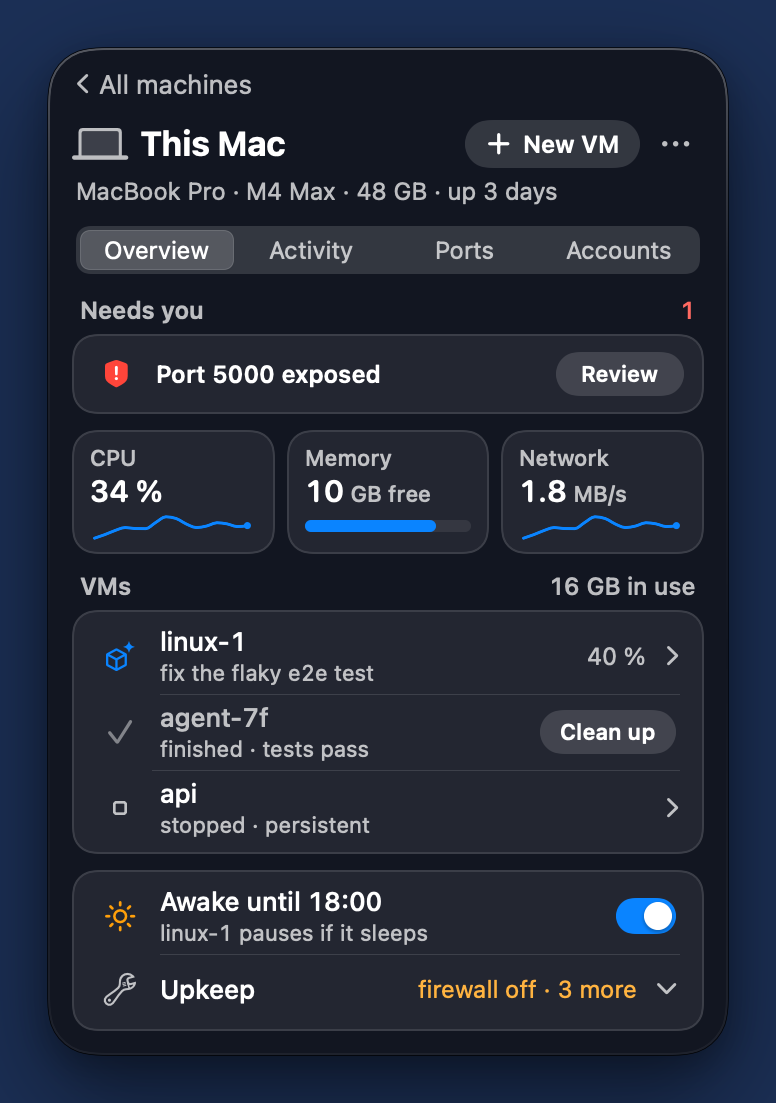 All machines
This Mac
+ New VM
MacBook Pro · M4 Max · 48 GB · up 3 days
Overview
Activity
Ports
Accounts
Needs you
1
Port 5000 exposed
Review
CPU
34 %
Memory
10 GB free
Network
1.8 MB/s
VMs
16 GB in use
linux-1
fix the flaky e2e test
40 %
agent-7f
finished · tests pass
Clean up
api
stopped · persistent
Awake until 18:00
linux-1 pauses if it sleeps
Upkeep
firewall off · 3 more